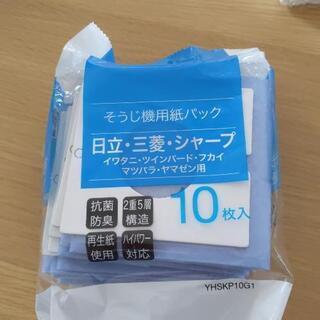 そうじ機用紙パック
日立・三菱・シャープ
イワタニ・ツインバード・フカイ
マツバラ・ヤマゼン用
抗菌
防臭
2重5層
構造
再生紙
使用
ハイパワー
対応
10枚入
YHSKP10G1